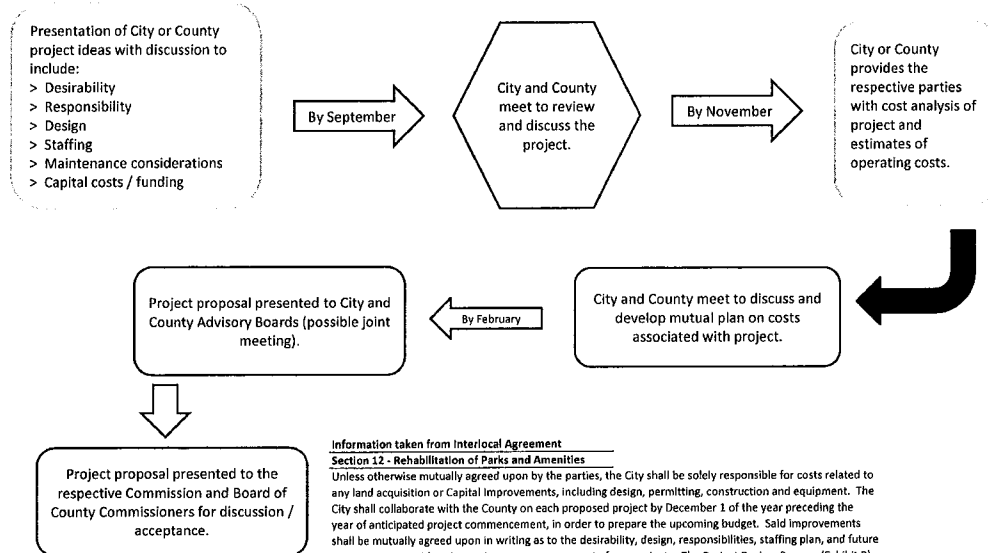 Presentation of City or County
project ideas with discussion to
include:
> Desirability
> Responsibility
> Design
> Staffing
> Maintenance considerations
> Capital costs / funding
By September
City and County
meet to review
and discuss the
project.
By November
City or County
provides the
respective parties
with cost analysis of
project and
estimates of
operating costs.
City and County meet to discuss and
develop mutual plan on costs
associated with project.
By February
Project proposal presented to City and
County Advisory Boards (possible joint
meeting).
Project proposal presented to the
respective Commission and Board of
County Commissioners for discussion /
acceptance.
Information taken from Interlocal Agreement
Section 12 - Rehabilitation of Parks and Amenities
Unless otherwise mutually agreed upon by the parties, the City shall be solely responsible for costs related to
any land acquisition or Capital Improvements, including design, permitting, construction and equipment. The
City shall collaborate with the County on each proposed project by December 1 of the year preceding the
year of anticipated project commencement, in order to prepare the upcoming budget. Said improvements
shall be mutually agreed upon in writing as to the desirability, design, responsibilities, staffing plan, and future